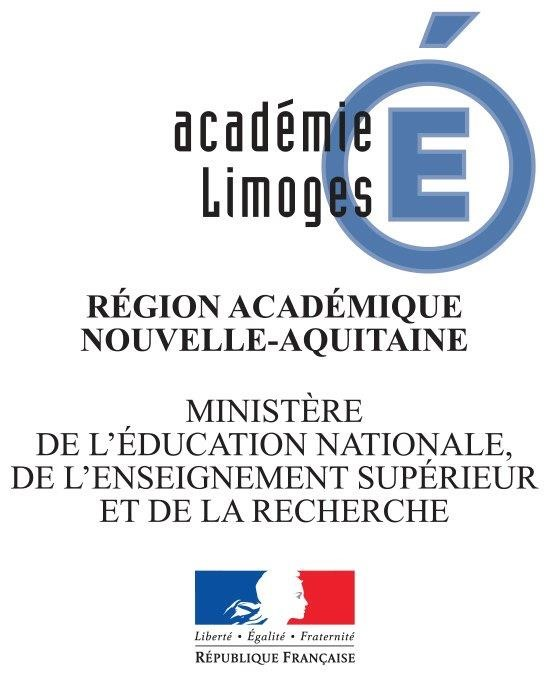 académie
Limoges
É
RÉGION ACADÉMIQUE
NOUVELLE-AQUITAINE
MINISTÈRE
DE L’ÉDUCATION NATIONALE,
DE L’ENSEIGNEMENT SUPÉRIEUR
ET DE LA RECHERCHE
Liberté • Égalité • Fraternité
RÉPUBLIQUE FRANÇAISE